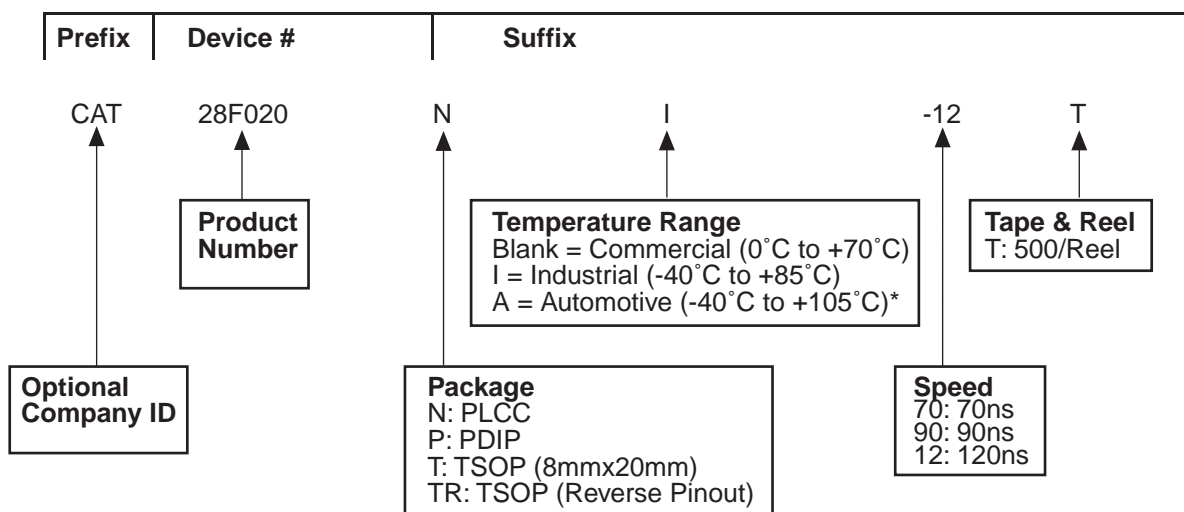 Prefix Device # Suffix
CAT 28F020 N I -12 T
Product
Number
Temperature Range
Blank = Commercial (0˚C to +70˚C)
I = Industrial (-40˚C to +85˚C)
A = Automotive (-40˚C to +105˚C)*
Tape & Reel
T: 500/Reel
Optional
Company ID
Package
N: PLCC
P: PDIP
T: TSOP (8mmx20mm)
TR: TSOP (Reverse Pinout)
Speed
70: 70ns
90: 90ns
12: 120ns